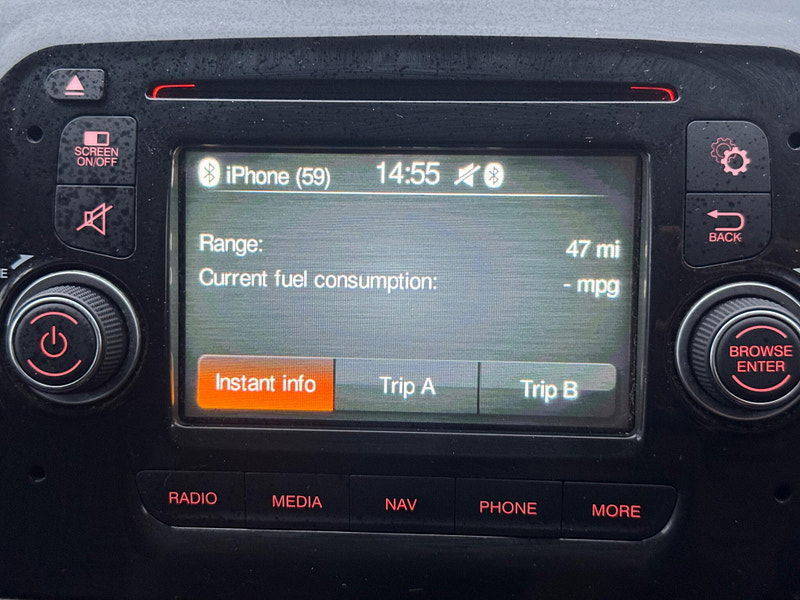 iPhone (59) 14:55
SCREEN
ON/OFF
BACK
Range: 47 mi
Current fuel consumption: - mpg
BROWSE
ENTER
Instant info Trip A Trip B
RADIO MEDIA NAV PHONE MORE